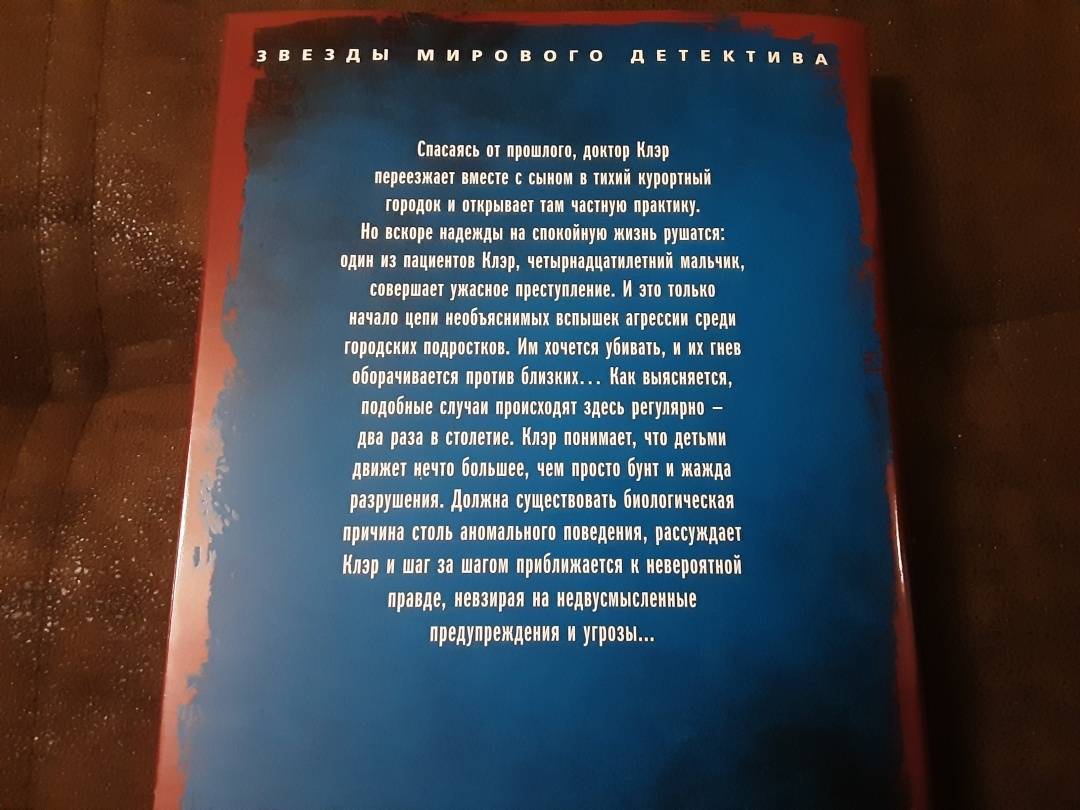 ЗВЕЗДЫ МИРОВОГО ДЕТЕКТИВА
Спасаясь от прошлого, доктор Клэр
переезжает вместе с сыном в тихий курортный
городок и открывает там частную практику.
Но вскоре надежды на спокойную жизнь рушатся:
один из пациентов Клэр, четырнадцатилетний мальчик,
совершает ужасное преступление. И это только
начало цепи необъяснимых вспышек агрессии среди
городских подростков. Им хочется убивать, и их гнев
оборачивается против близких... Как выясняется,
подобные случаи происходят здесь регулярно –
два раза в столетие. Клэр понимает, что детьми
движет нечто большее, чем просто бунт и жажда
разрушения. Должна существовать биологическая
причина столь аномального поведения, рассуждает
Клэр и шаг за шагом приближается к невероятной
правде, невзирая на недвусмысленные
предупреждения и угрозы...